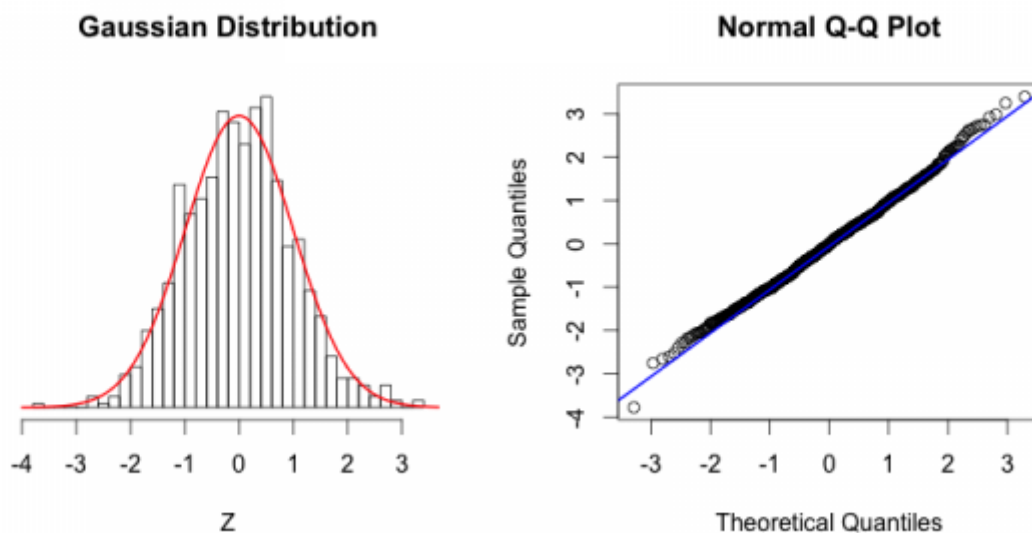 Gaussian Distribution
-4 -3 -2 -1 0 1 2 3
Z
Normal Q-Q Plot
Sample Quantiles
3
2
1
0
-1
-2
-3
-4
-3 -2 -1 0 1 2 3
Theoretical Quantiles